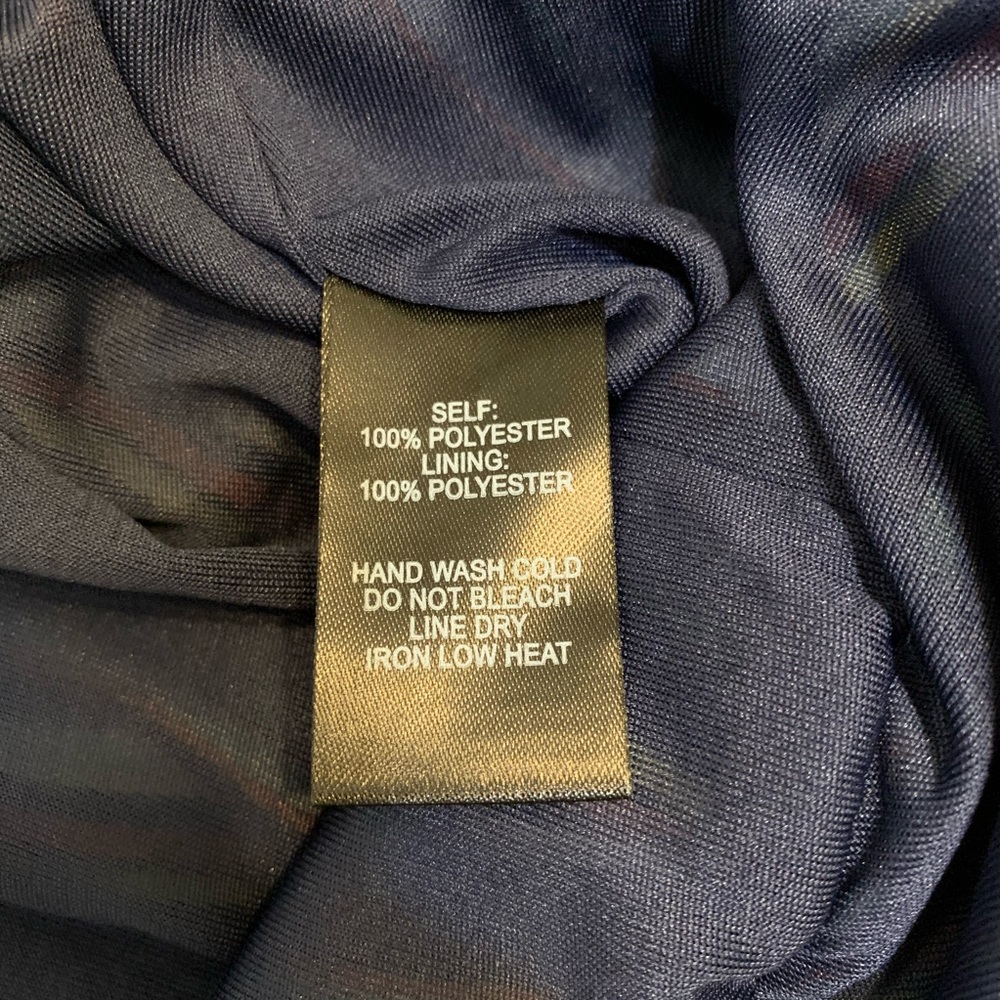 SELF:
100% POLYESTER
LINING:
100% POLYESTER
HAND WASH COLD
DO NOT BLEACH
LINE DRY
IRON LOW HEAT